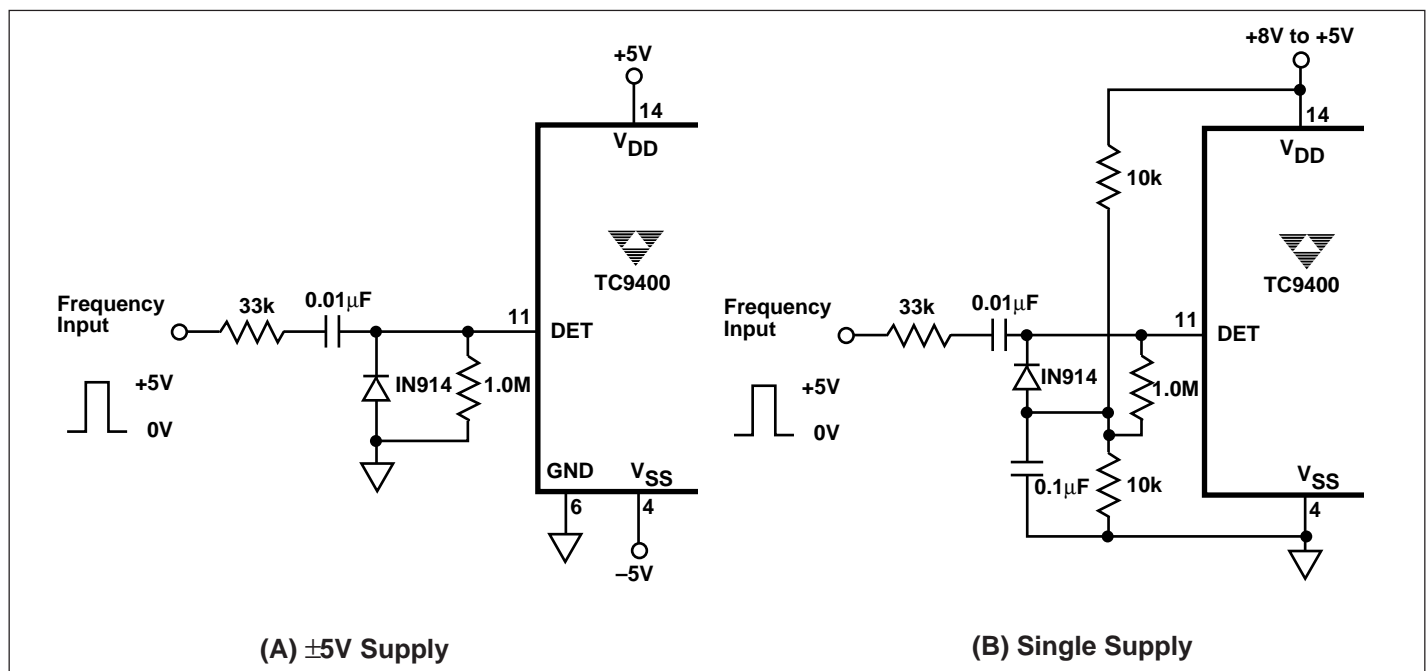 +5V
14
VDD
TC9400
Frequency
Input
33k
0.01μF
11
DET
+5V
0V
IN914
1.0M
GND
VSS
6
4
–5V
(A) ±5V Supply
+8V to +5V
14
VDD
10k
TC9400
Frequency
Input
33k
0.01μF
11
DET
+5V
0V
IN914
1.0M
0.1μF
10k
VSS
4
(B) Single Supply